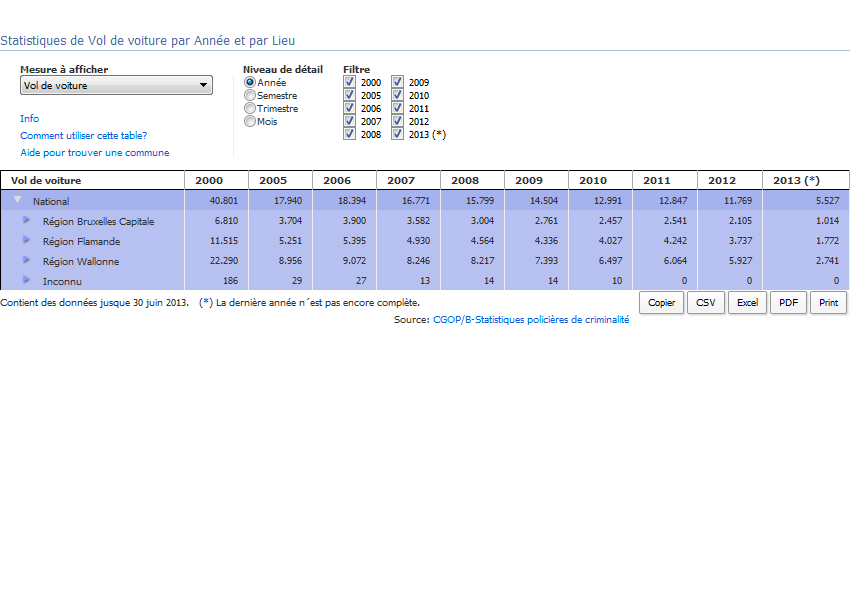 Statistiques de Vol de voiture par Année et par Lieu
Mesure à afficher
Vol de voiture
Info
Comment utiliser cette table?
Aide pour trouver une commune
Niveau de détail
Année
Semestre
Trimestre
Mois
Filtre
2000 2009
2005 2010
2006 2011
2007 2012
2008 2013 (*)
Vol de voiture 2000 2005 2006 2007 2008 2009 2010 2011 2012 2013 (*)
National 40.801 17.940 18.394 16.771 15.799 14.504 12.991 12.847 11.769 5.527
Région Bruxelles Capitale 6.810 3.704 3.900 3.582 3.004 2.761 2.457 2.541 2.105 1.014
Région Flamande 11.515 5.251 5.395 4.930 4.564 4.336 4.027 4.242 3.737 1.772
Région Wallonne 22.290 8.956 9.072 8.246 8.217 7.393 6.497 6.064 5.927 2.741
Inconnu 186 29 27 13 14 14 10 0 0 0
Contient des données jusque 30 juin 2013. (*) La dernière année n´est pas encore complète.
Copier CSV Excel PDF Print
Source: CGOP/B-Statistiques policières de criminalité